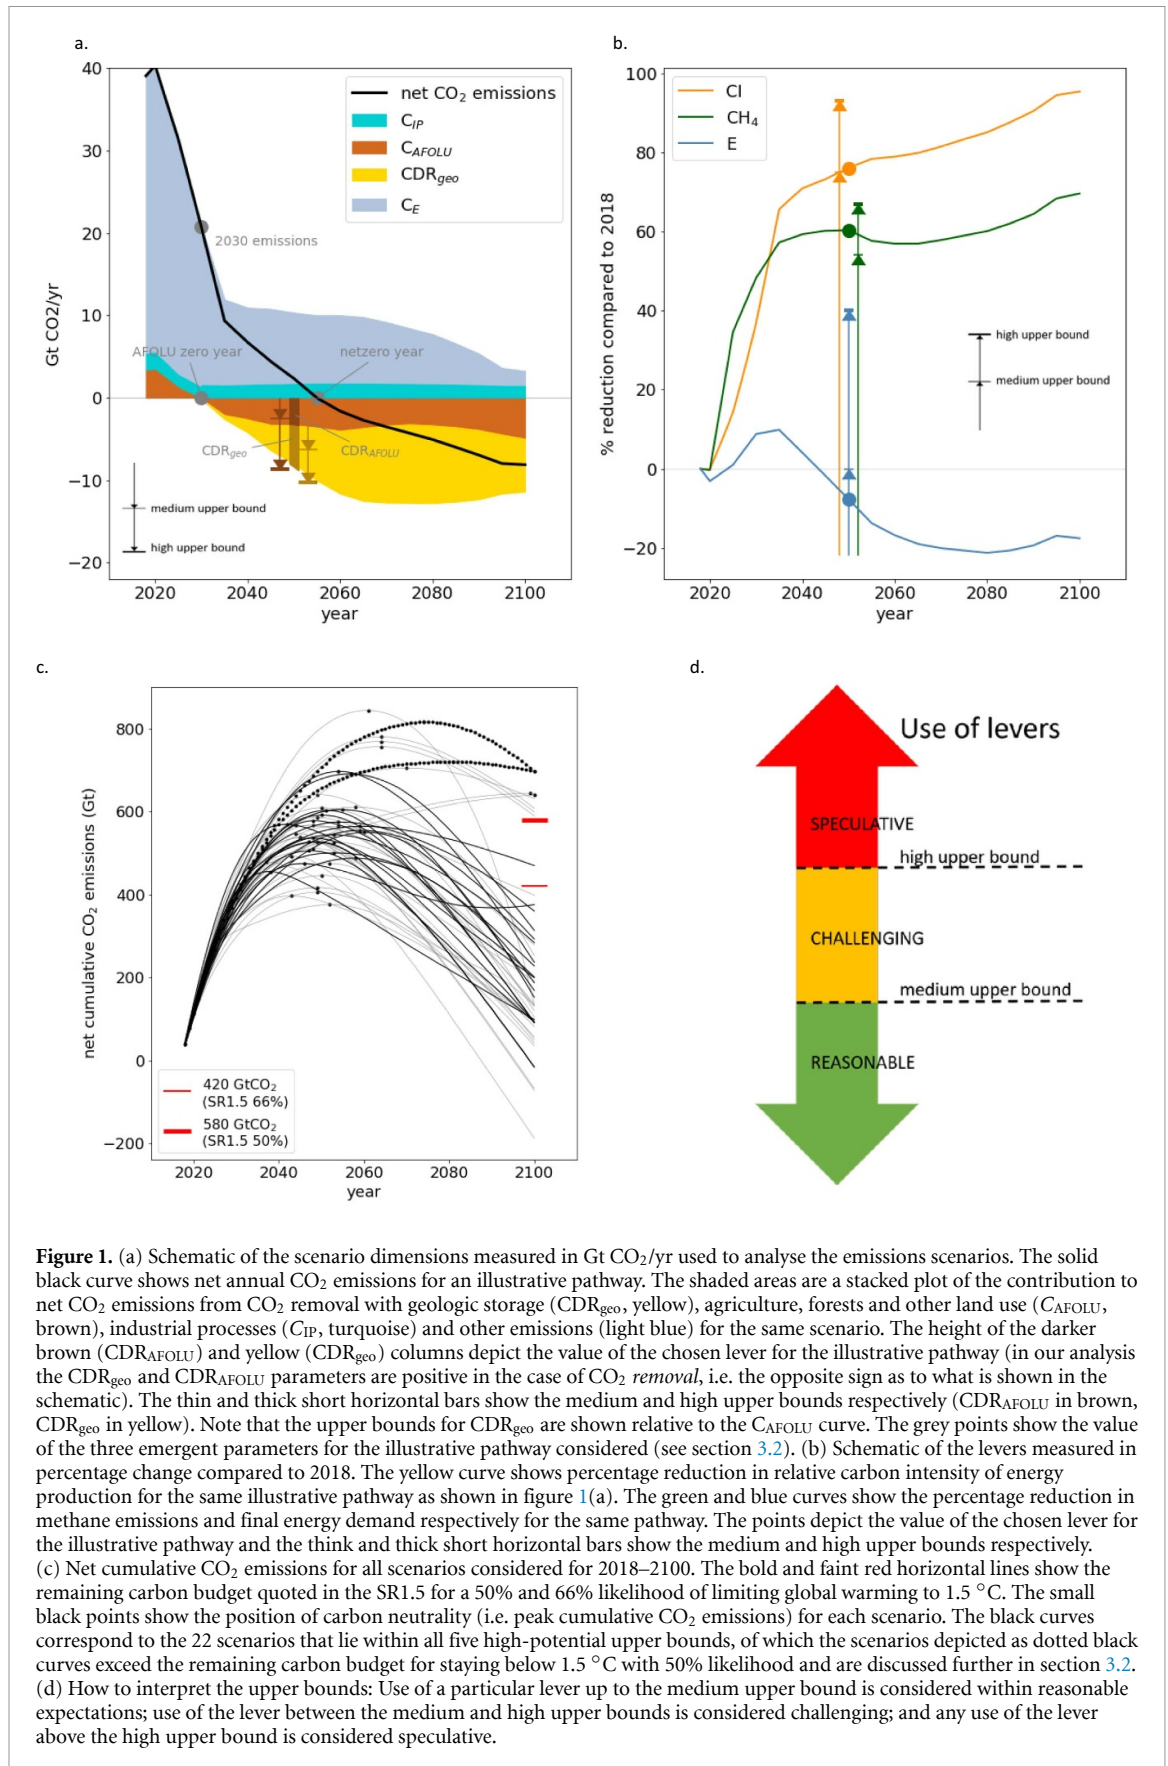 a.
40
30
20
10
0
−10
−20
Gt CO2/yr
net CO₂ emissions
C_IP
C_AFOLU
CDR_geo
C_E
2030 emissions
AFOLU zero year
netzero year
CDR_geo
CDR_AFOLU
medium upper bound
high upper bound
2020 2040 2060 2080 2100
year
b.
100
80
60
40
20
0
−20
% reduction compared to 2018
CI
CH₄
E
high upper bound
medium upper bound
2020 2040 2060 2080 2100
year
c.
800
600
400
200
0
−200
net cumulative CO₂ emissions (Gt)
420 GtCO₂
(SR1.5 66%)
580 GtCO₂
(SR1.5 50%)
2020 2040 2060 2080 2100
year
d.
Use of levers
SPECULATIVE
high upper bound
CHALLENGING
medium upper bound
REASONABLE
Figure 1. (a) Schematic of the scenario dimensions measured in Gt CO₂/yr used to analyse the emissions scenarios. The solid
black curve shows net annual CO₂ emissions for an illustrative pathway. The shaded areas are a stacked plot of the contribution to
net CO₂ emissions from CO₂ removal with geologic storage (CDR_geo, yellow), agriculture, forests and other land use (C_AFOLU,
brown), industrial processes (C_IP, turquoise) and other emissions (light blue) for the same scenario. The height of the darker
brown (CDR_AFOLU) and yellow (CDR_geo) columns depict the value of the chosen lever for the illustrative pathway (in our analysis
the CDR_geo and CDR_AFOLU parameters are positive in the case of CO₂ removal, i.e. the opposite sign as to what is shown in the
schematic). The thin and thick short horizontal bars show the medium and high upper bounds respectively (CDR_AFOLU in brown,
CDR_geo in yellow). Note that the upper bounds for CDR_geo are shown relative to the C_AFOLU curve. The grey points show the value
of the three emergent parameters for the illustrative pathway considered (see section 3.2). (b) Schematic of the levers measured in
percentage change compared to 2018. The yellow curve shows percentage reduction in relative carbon intensity of energy
production for the same illustrative pathway as shown in figure 1(a). The green and blue curves show the percentage reduction in
methane emissions and final energy demand respectively for the same pathway. The points depict the value of the chosen lever for
the illustrative pathway and the think and thick short horizontal bars show the medium and high upper bounds respectively.
(c) Net cumulative CO₂ emissions for all scenarios considered for 2018–2100. The bold and faint red horizontal lines show the
remaining carbon budget quoted in the SR1.5 for a 50% and 66% likelihood of limiting global warming to 1.5 °C. The small
black points show the position of carbon neutrality (i.e. peak cumulative CO₂ emissions) for each scenario. The black curves
correspond to the 22 scenarios that lie within all five high-potential upper bounds, of which the scenarios depicted as dotted black
curves exceed the remaining carbon budget for staying below 1.5 °C with 50% likelihood and are discussed further in section 3.2.
(d) How to interpret the upper bounds: Use of a particular lever up to the medium upper bound is considered within reasonable
expectations; use of the lever between the medium and high upper bounds is considered challenging; and any use of the lever
above the high upper bound is considered speculative.